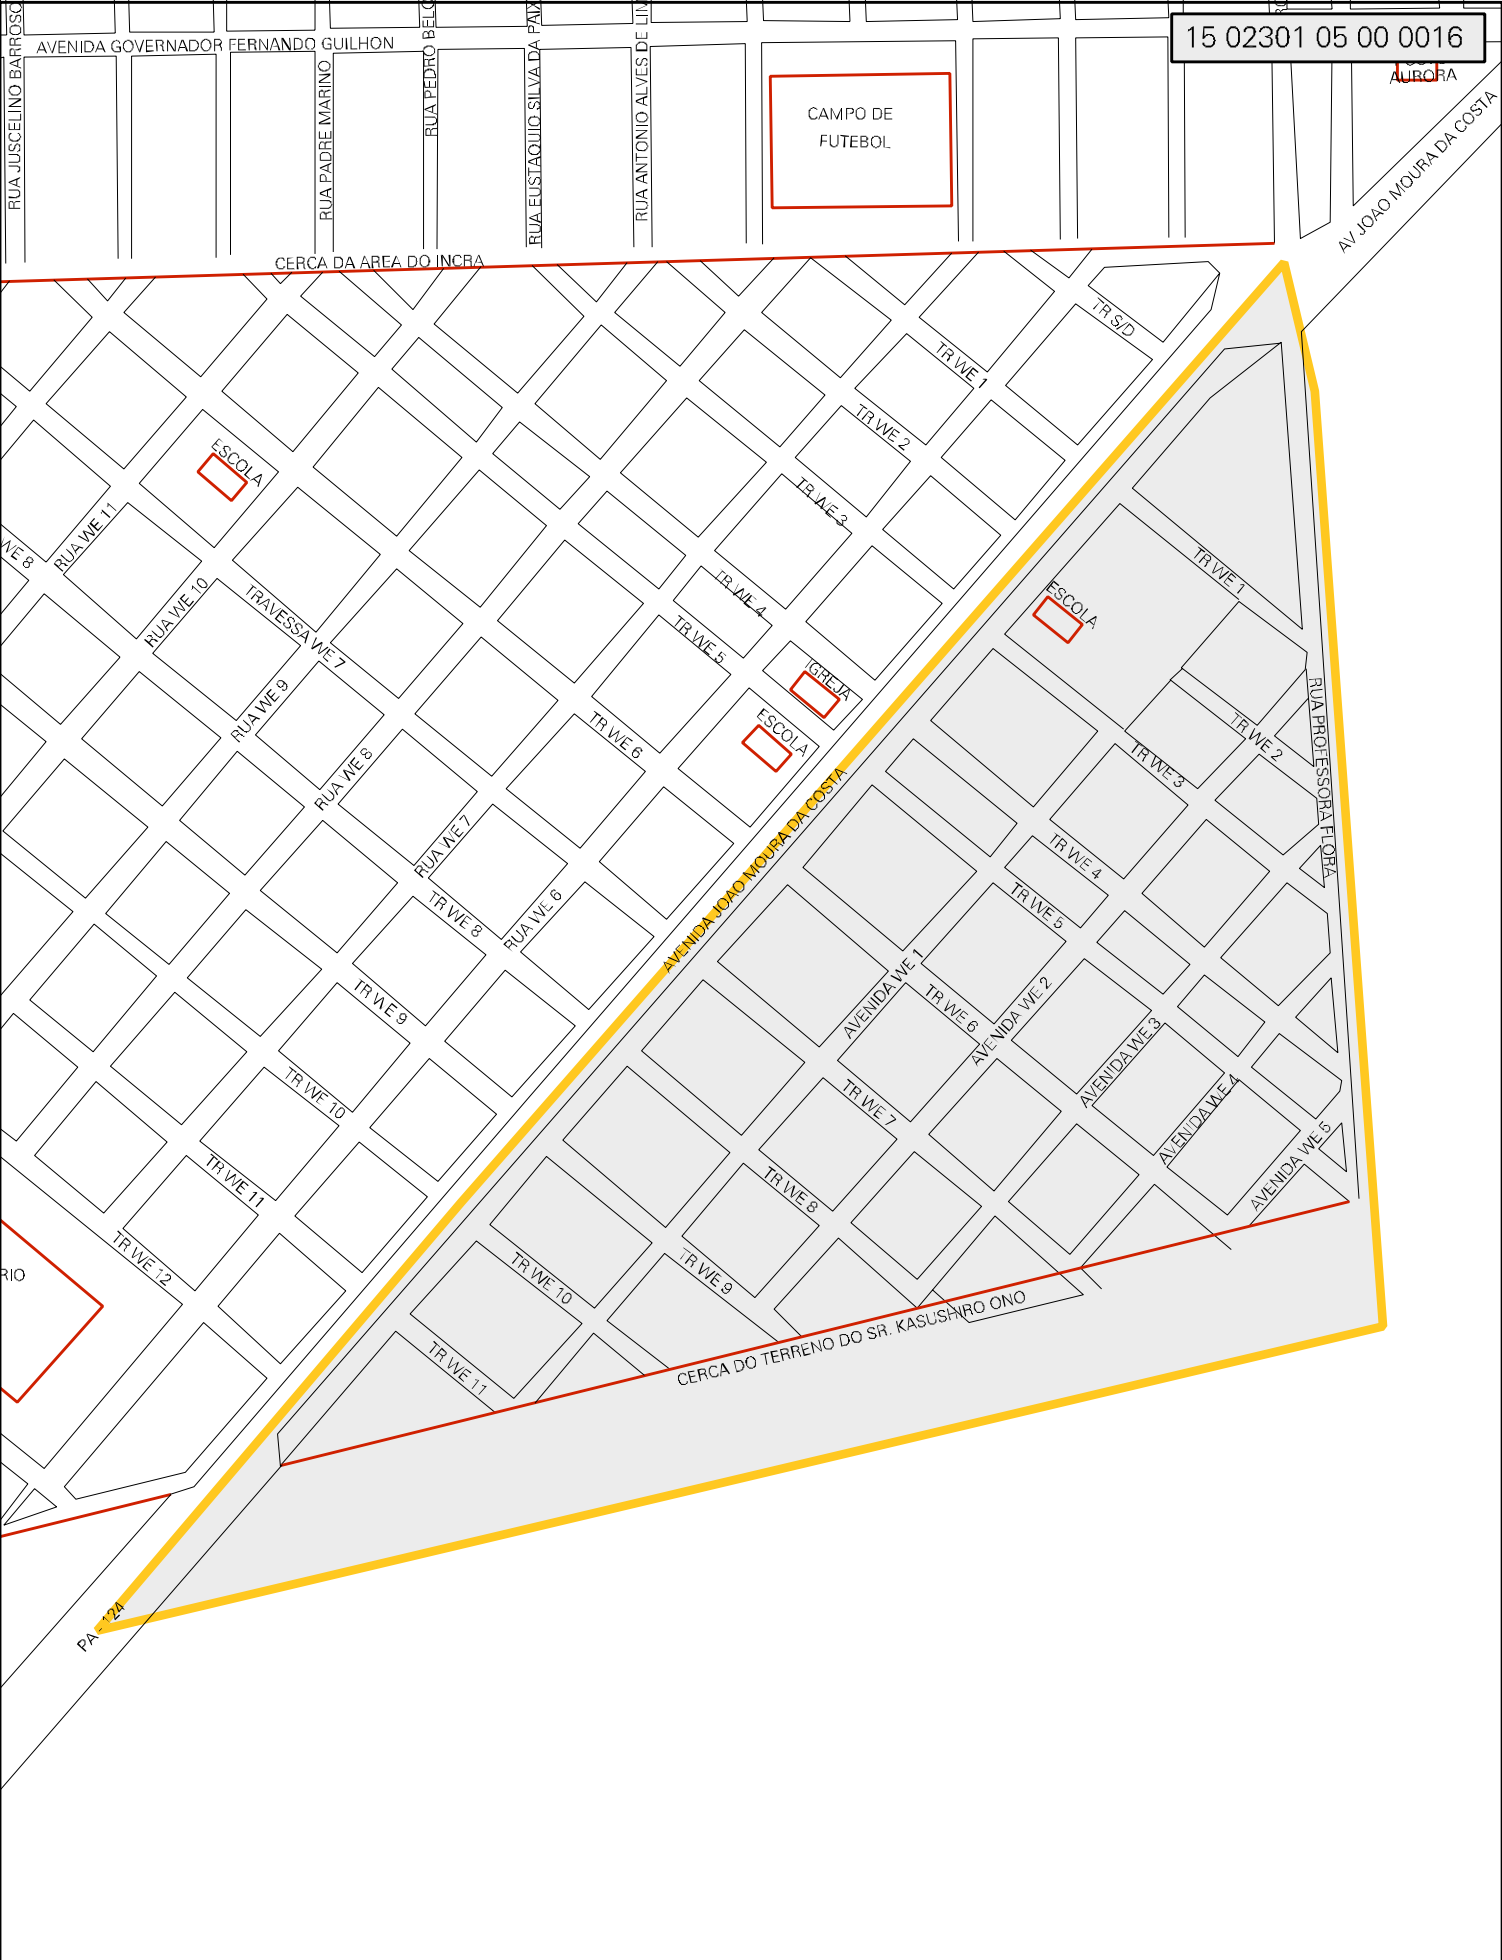 15 02301 05 00 0016
AURORA
AV JOAO MOURA DA COSTA
RUA JUSCELINO BARROSO
AVENIDA GOVERNADOR FERNANDO GUILHON
RUA PADRE MARINO
RUA PEDRO BELO
RUA EUSTAQUIO SILVA DA PAIX
RUA ANTONIO ALVES DE LIN
CAMPO DE
FUTEBOL
CERCA DA AREA DO INCRA
TR S/D
TR WE 1
TR WE 2
TR WE 3
TR WE 4
TR WE 5
TR WE 6
ESCOLA
RUA WE 11
WE 8
RUA WE 10
TRAVESSA WE 7
RUA WE 9
RUA WE 8
RUA WE 7
RUA WE 6
IGREJA
ESCOLA
TR WE 8
TR WE 9
TR WE 10
TR WE 11
TR WE 12
RIO
AVENIDA JOAO MOURA DA COSTA
TR WE 1
ESCOLA
RUA PROFESSORA FLORA
TR WE 2
TR WE 3
TR WE 4
TR WE 5
AVENIDA WE 1
TR WE 6
AVENIDA WE 2
AVENIDA WE 3
AVENIDA WE 4
AVENIDA WE 5
TR WE 7
TR WE 8
TR WE 9
TR WE 10
TR WE 11
CERCA DO TERRENO DO SR. KASUSHIRO ONO
PA - 124